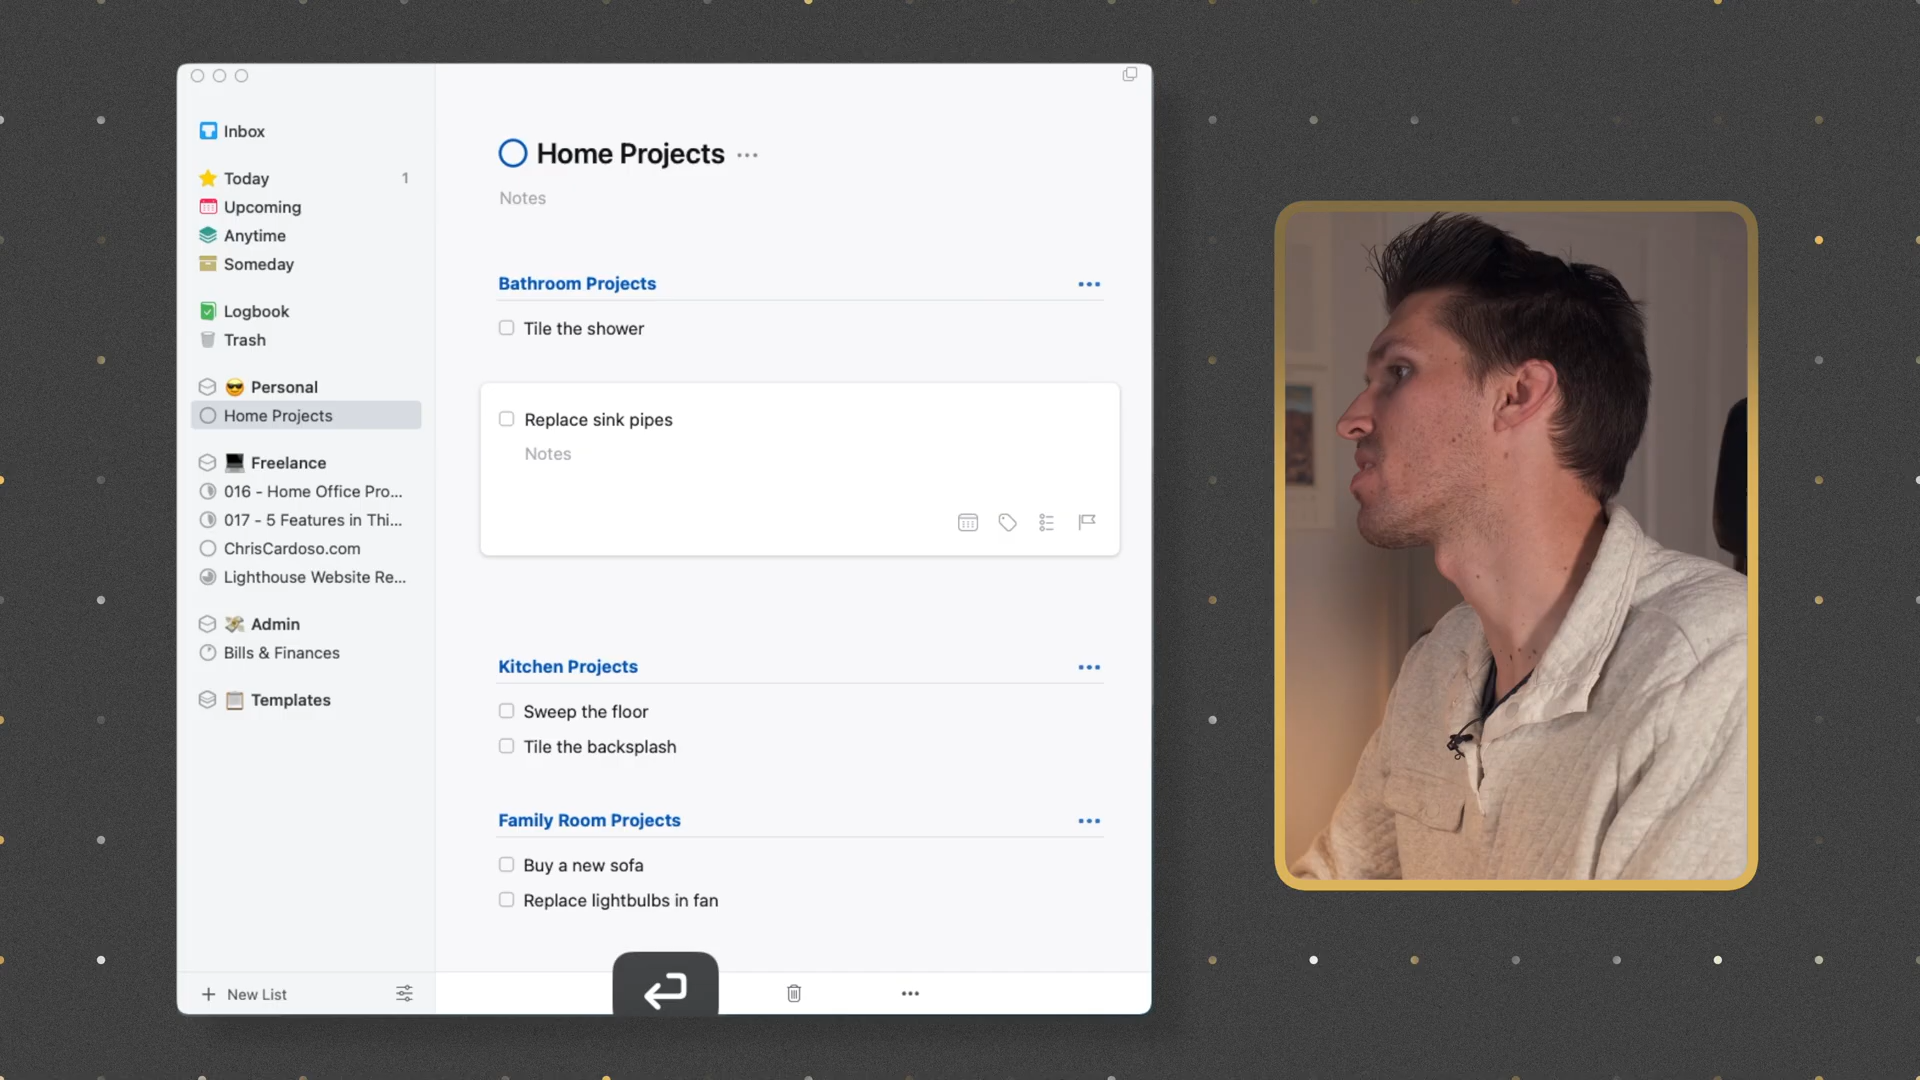 Inbox
Today 1
Upcoming
Anytime
Someday
Logbook
Trash
Personal
Home Projects
Freelance
016 - Home Office Pro...
017 - 5 Features in Thi...
ChrisCardoso.com
Lighthouse Website Re...
Admin
Bills & Finances
Templates
New List
Home Projects
Notes
Bathroom Projects
Tile the shower
Replace sink pipes
Notes
Kitchen Projects
Sweep the floor
Tile the backsplash
Family Room Projects
Buy a new sofa
Replace lightbulbs in fan